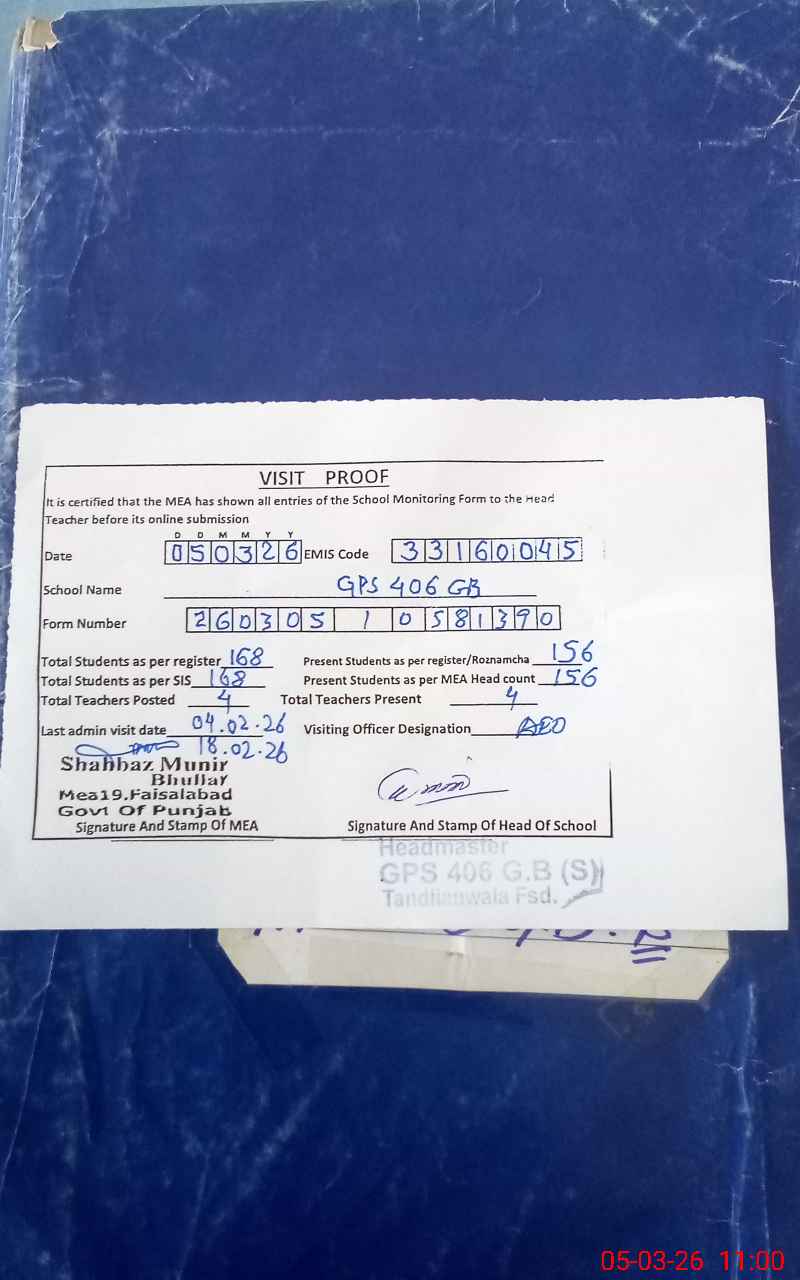 VISIT PROOF
It is certified that the MEA has shown all entries of the School Monitoring Form to the Head
Teacher before its online submission
D D M M Y Y
Date 050326 EMIS Code 33160045
School Name GPS 406 GB
Form Number 260305 1 0581390
Total Students as per register 168 Present Students as per register/Roznamcha 156
Total Students as per SIS 168 Present Students as per MEA Head count 156
Total Teachers Posted 4 Total Teachers Present 4
Last admin visit date 04.02.26 Visiting Officer Designation AEO
18.02.26
Shahbaz Munir
Bhullar
Mea19,Faisalabad
Govt Of Punjab
Signature And Stamp Of MEA Signature And Stamp Of Head Of School
Headmaster
GPS 406 G.B (S)
Tandlianwala Fsd.
05-03-26 11:00